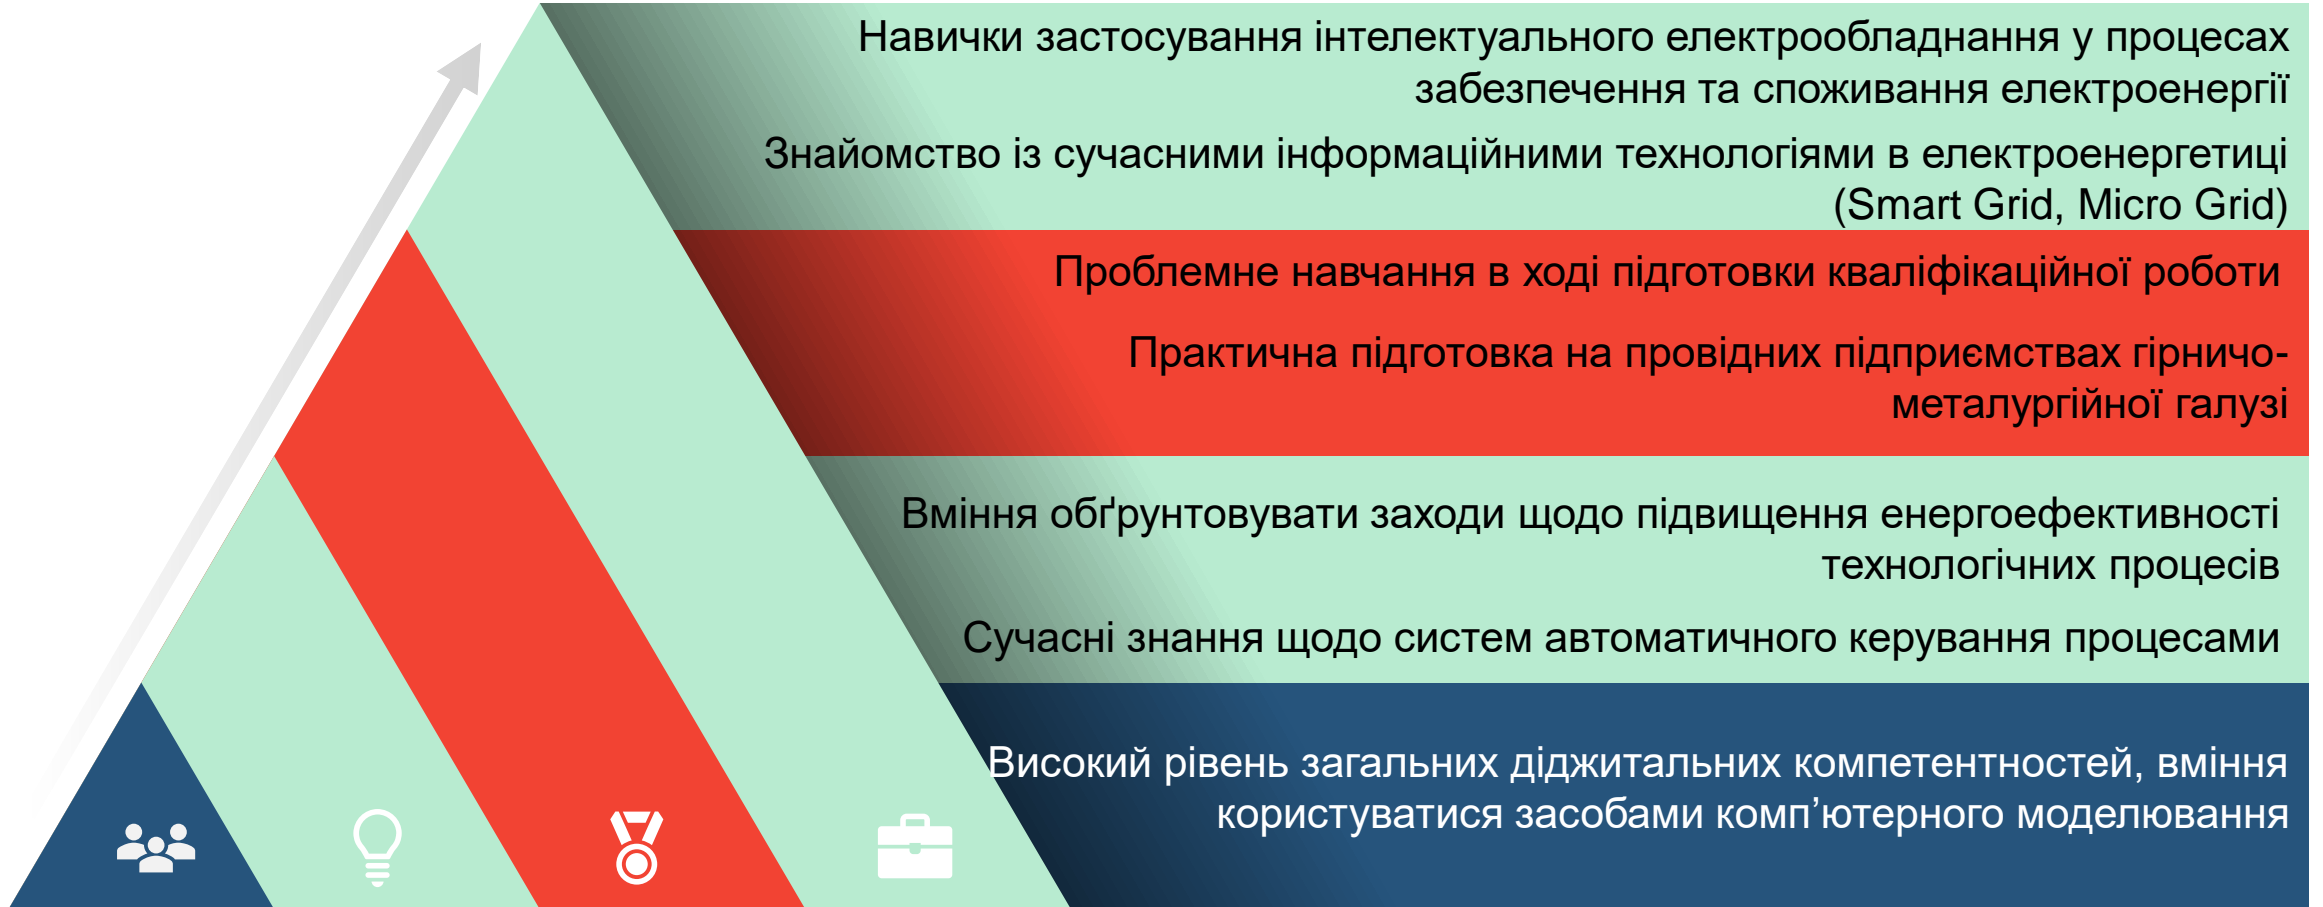 Навички застосування інтелектуального електрообладнання у процесах
забезпечення та споживання електроенергії
Знайомство із сучасними інформаційними технологіями в електроенергетиці
(Smart Grid, Micro Grid)
Проблемне навчання в ході підготовки кваліфікаційної роботи
Практична підготовка на провідних підприємствах гірничо-
металургійної галузі
Вміння обґрунтовувати заходи щодо підвищення енергоефективності
технологічних процесів
Сучасні знання щодо систем автоматичного керування процесами
Високий рівень загальних діджитальних компетентностей, вміння
користуватися засобами комп’ютерного моделювання